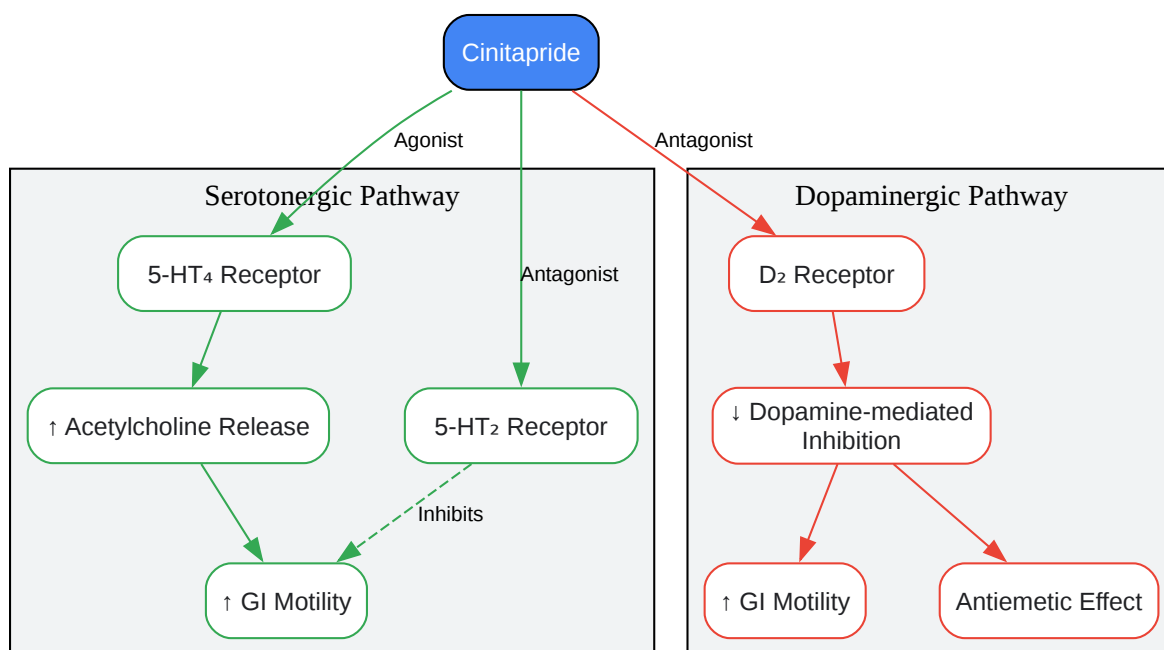 Cinitapride
Agonist
Antagonist
Serotonergic Pathway
Dopaminergic Pathway
5-HT₄ Receptor
Antagonist
D₂ Receptor
↑ Acetylcholine Release
5-HT₂ Receptor
↓ Dopamine-mediated
Inhibition
Inhibits
↑ GI Motility
↑ GI Motility
Antiemetic Effect